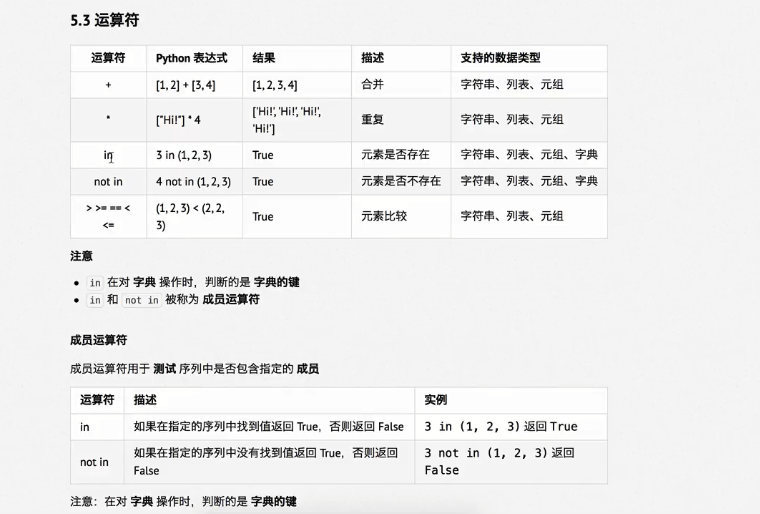 5.3 运算符
运算符 Python 表达式 结果 描述 支持的数据类型
+ [1, 2] + [3, 4] [1, 2, 3, 4] 合并 字符串、列表、元组
* ["Hi!"] * 4 ['Hi!', 'Hi!', 'Hi!', 'Hi!'] 重复 字符串、列表、元组
in 3 in (1, 2, 3) True 元素是否存在 字符串、列表、元组、字典
not in 4 not in (1, 2, 3) True 元素是否不存在 字符串、列表、元组、字典
> >= == < <= (1, 2, 3) < (2, 2, 3) True 元素比较 字符串、列表、元组
注意
• in 在对 字典 操作时，判断的是 字典的键
• in 和 not in 被称为 成员运算符
成员运算符
成员运算符用于 测试 序列中是否包含指定的 成员
运算符 描述 实例
in 如果在指定的序列中找到值返回 True，否则返回 False 3 in (1, 2, 3) 返回 True
not in 如果在指定的序列中没有找到值返回 True，否则返回 False 3 not in (1, 2, 3) 返回 False
注意：在对 字典 操作时，判断的是 字典的键